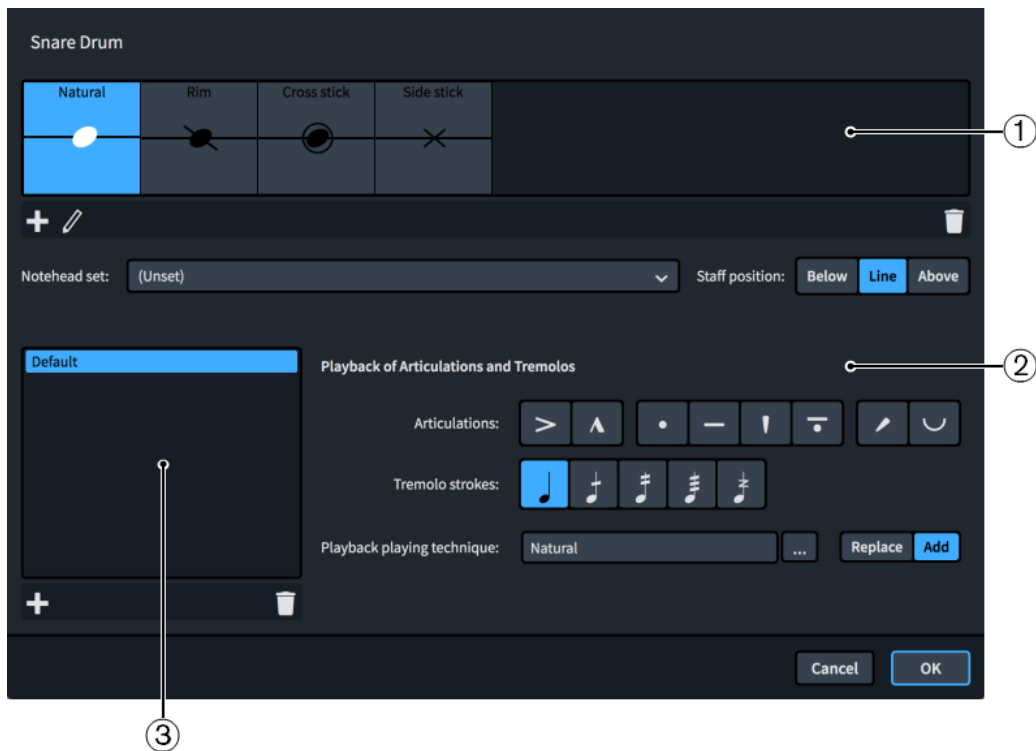 Snare Drum
Natural Rim Cross stick Side stick
①
Notehead set: (Unset) Staff position: Below Line Above
Default
Playback of Articulations and Tremolos
②
Articulations:
Tremolo strokes:
Playback playing technique: Natural ... Replace Add
Cancel OK
③